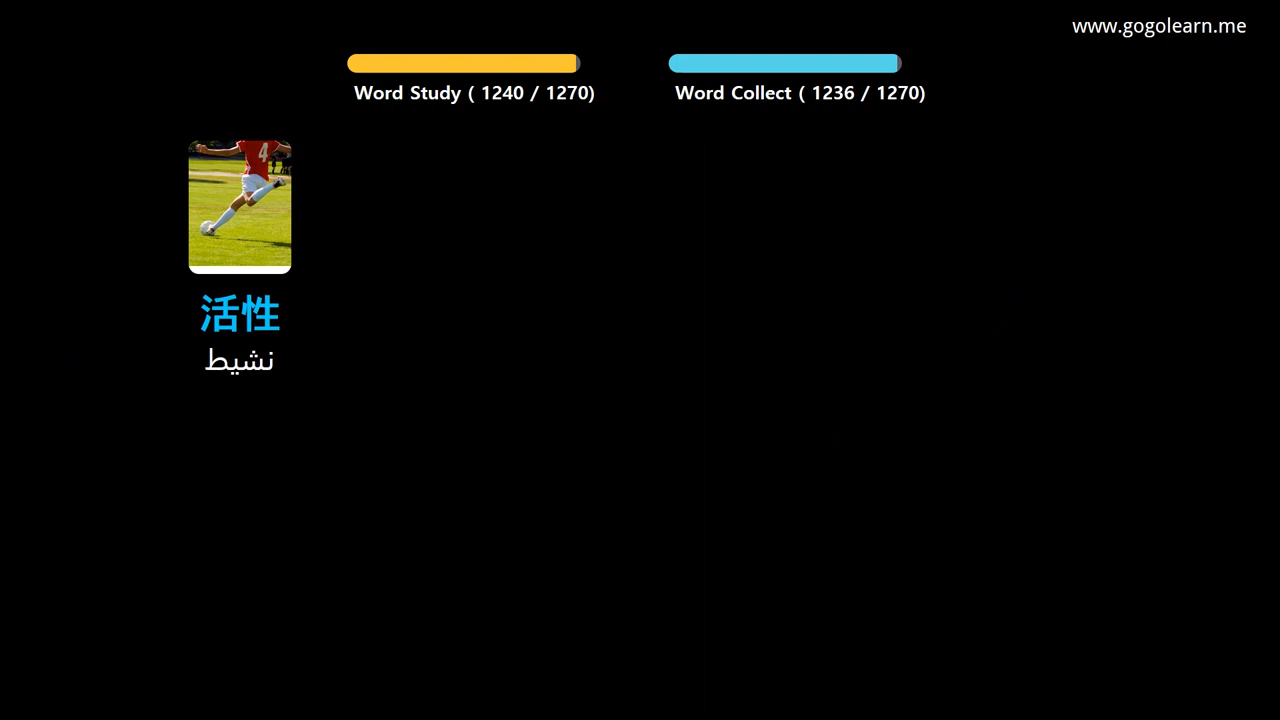 www.gogolearn.me
Word Study ( 1240 / 1270)
Word Collect ( 1236 / 1270)
4
活性
نشيط